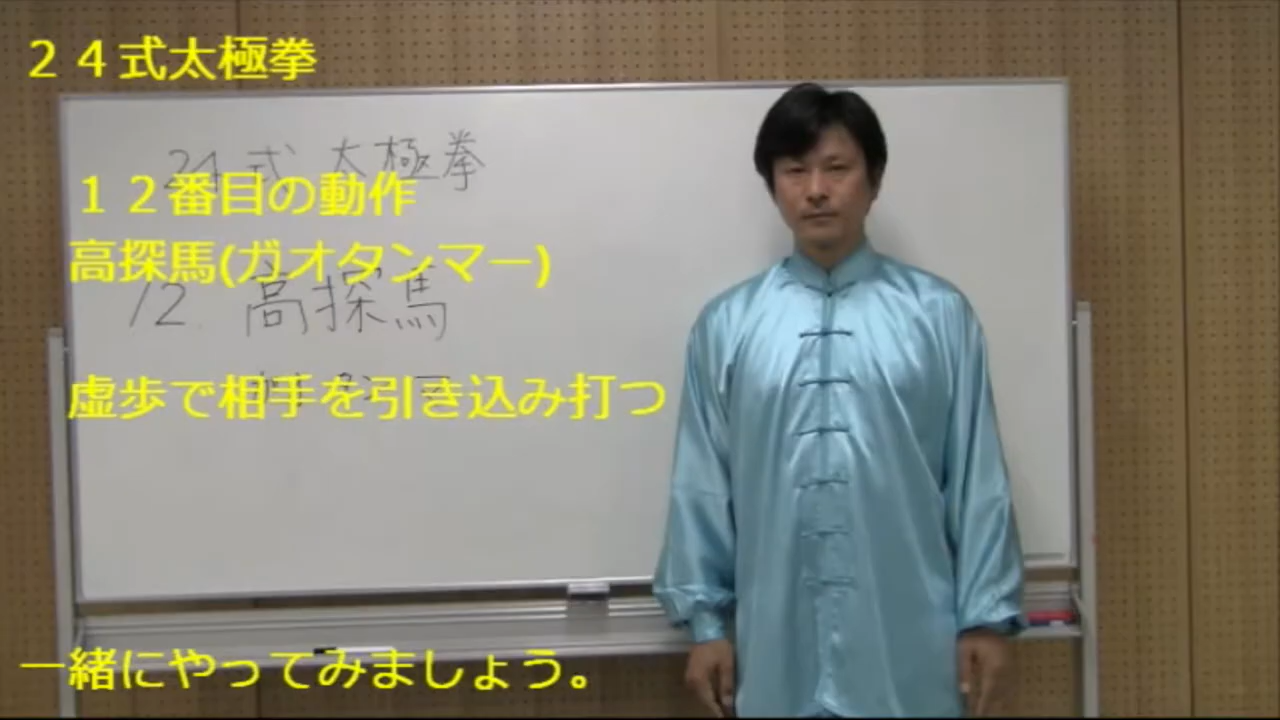 ２４式太極拳
24式 太極拳
１２番目の動作
高探馬(ガオタンマー)
12. 高探馬
虚歩で相手を引き込み打つ
一緒にやってみましょう。